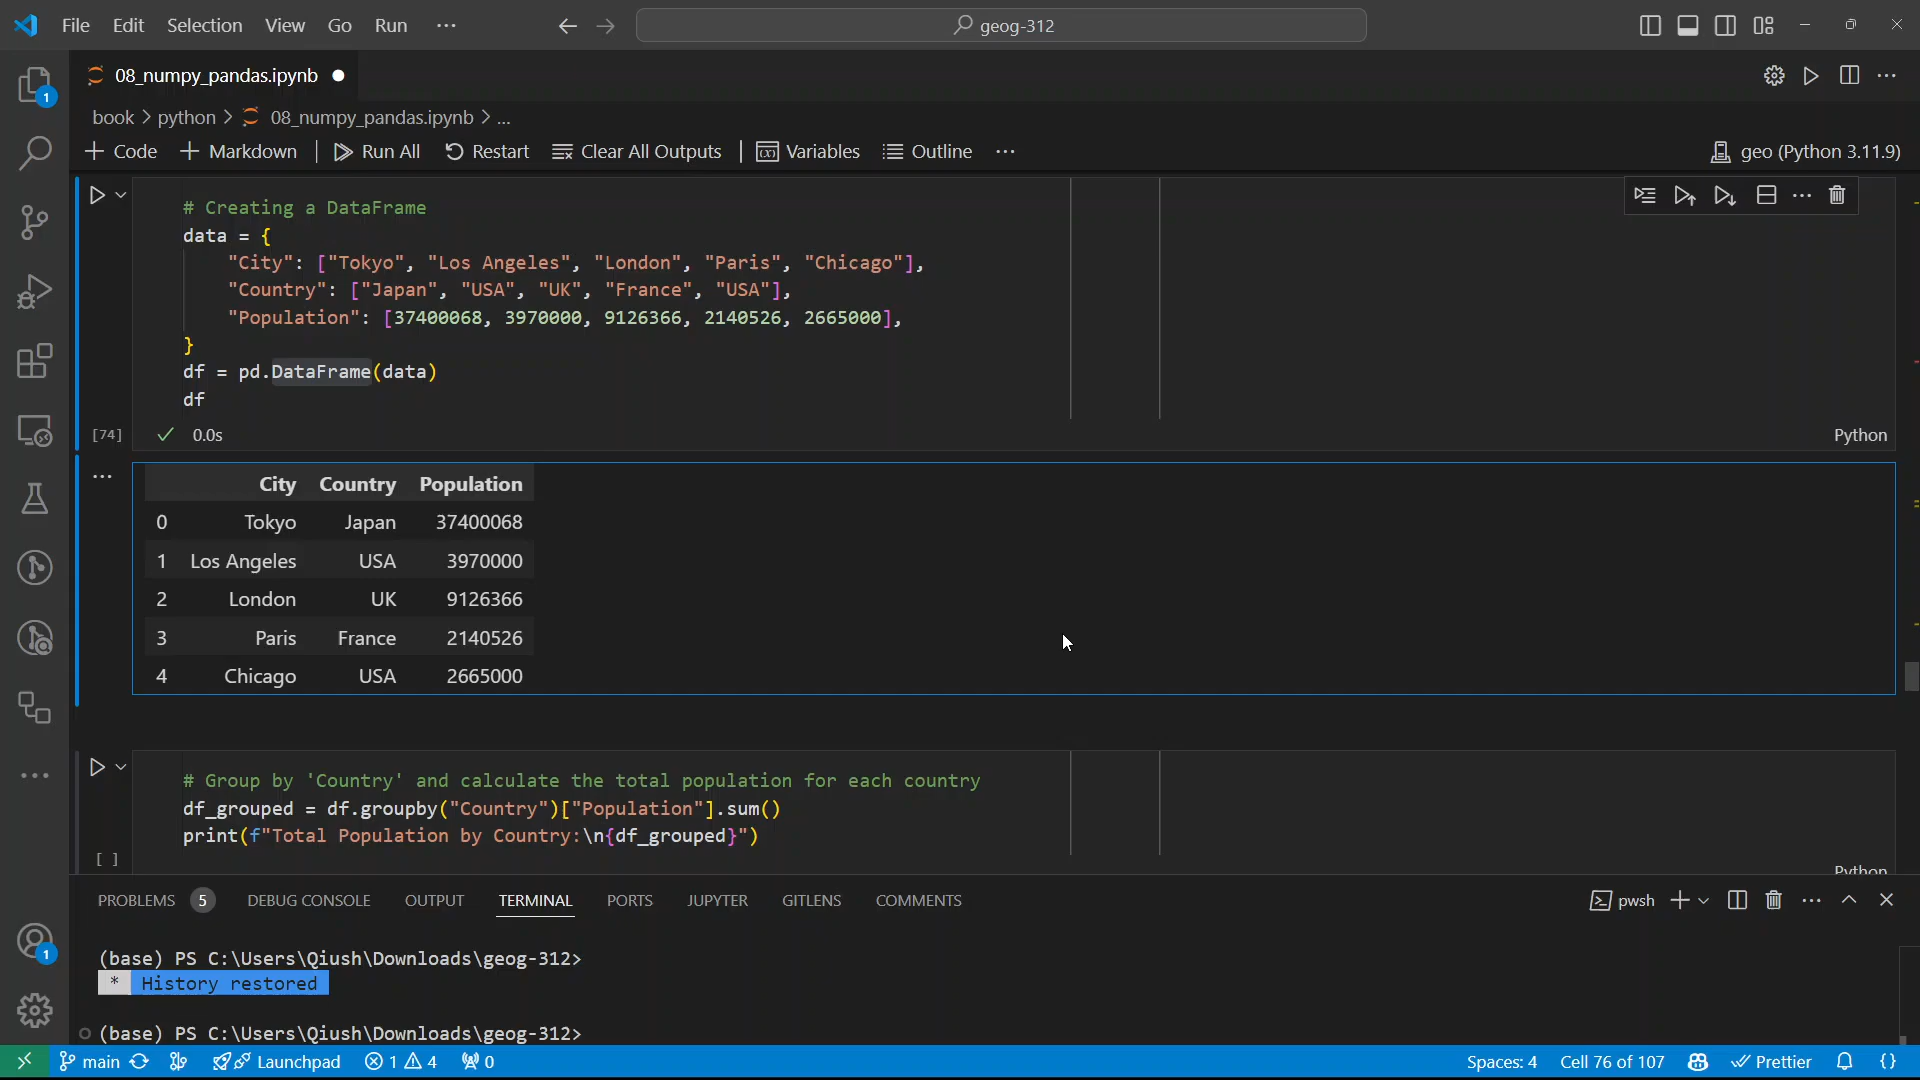 File Edit Selection View Go Run ···
geog-312
08_numpy_pandas.ipynb
1
book > python > 08_numpy_pandas.ipynb > ...
+ Code + Markdown Run All Restart Clear All Outputs Variables Outline ···
geo (Python 3.11.9)
# Creating a DataFrame
data = {
"City": ["Tokyo", "Los Angeles", "London", "Paris", "Chicago"],
"Country": ["Japan", "USA", "UK", "France", "USA"],
"Population": [37400068, 3970000, 9126366, 2140526, 2665000],
}
df = pd.DataFrame(data)
df
[74] ✓ 0.0s Python
City Country Population
0 Tokyo Japan 37400068
1 Los Angeles USA 3970000
2 London UK 9126366
3 Paris France 2140526
4 Chicago USA 2665000
# Group by 'Country' and calculate the total population for each country
df_grouped = df.groupby("Country")["Population"].sum()
print(f"Total Population by Country:\n{df_grouped}")
[ ] Python
PROBLEMS 5 DEBUG CONSOLE OUTPUT TERMINAL PORTS JUPYTER GITLENS COMMENTS
pwsh
1
(base) PS C:\Users\Qiush\Downloads\geog-312>
* History restored
(base) PS C:\Users\Qiush\Downloads\geog-312>
main Launchpad 1 4 0
Spaces: 4 Cell 76 of 107 Prettier {}